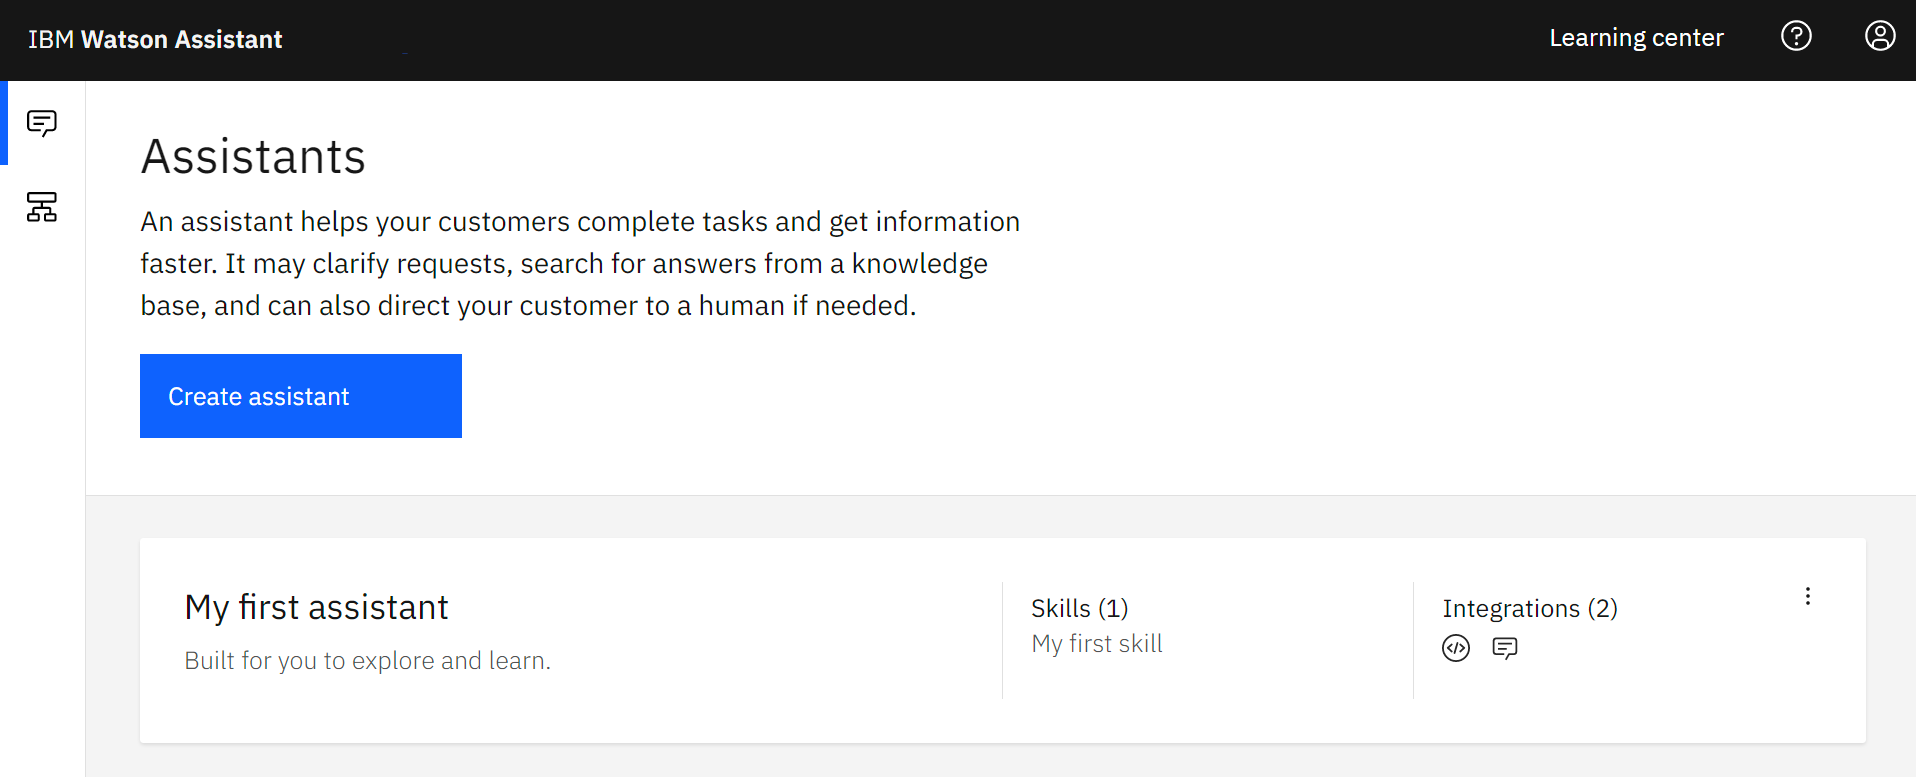 IBM Watson Assistant
Learning center
Assistants
An assistant helps your customers complete tasks and get information
faster. It may clarify requests, search for answers from a knowledge
base, and can also direct your customer to a human if needed.
Create assistant
My first assistant
Built for you to explore and learn.
Skills (1)
My first skill
Integrations (2)